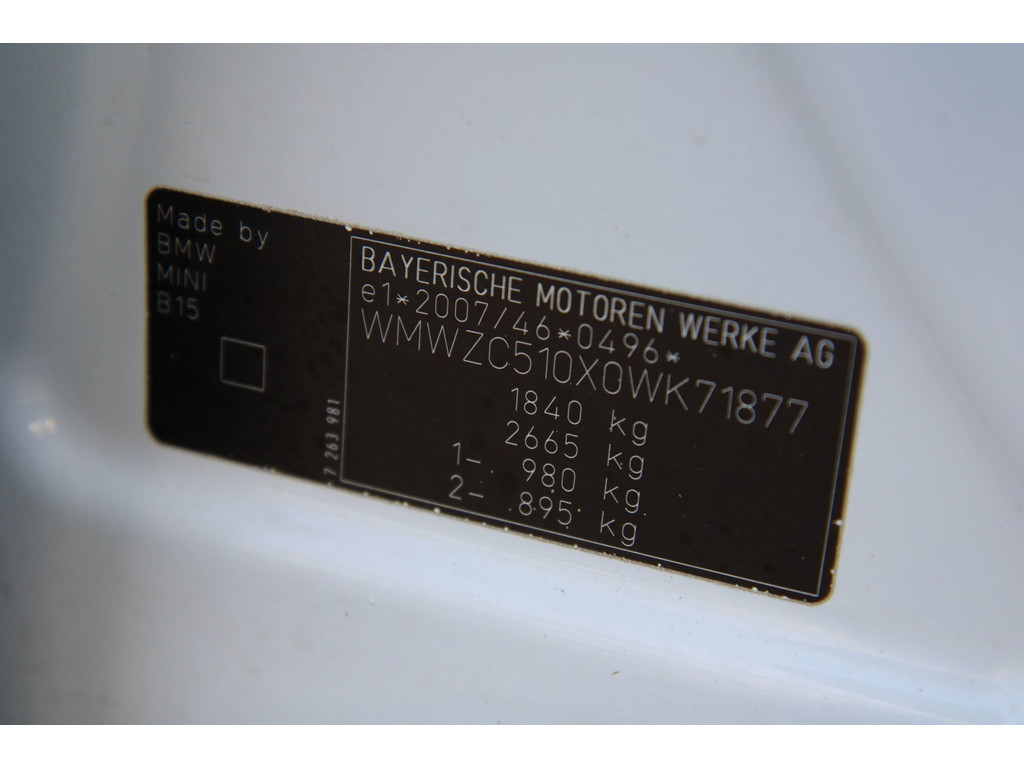 Made by
BMW
MINI
B15
7 263 981
BAYERISCHE MOTOREN WERKE AG
e1*2007/46*0496*
WMWZC510X0WK71877
1840 kg
2665 kg
1- 980 kg
2- 895 kg